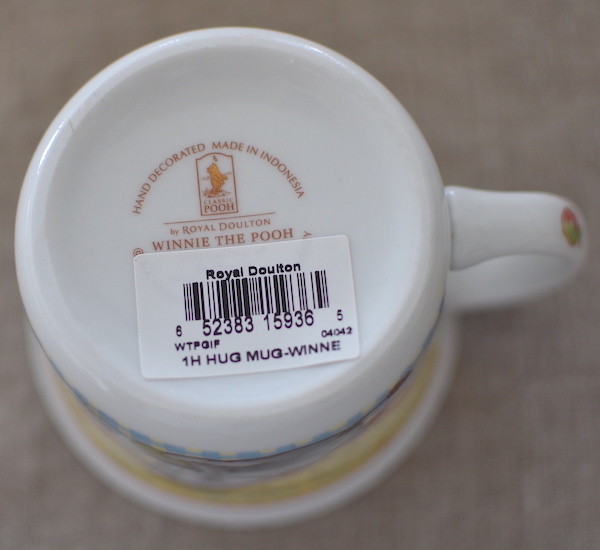 HAND DECORATED MADE IN INDONESIA
CLASSIC
POOH
by ROYAL DOULTON
WINNIE THE POOH
Royal Doulton
6 52383 15936 5
WTPGIF 04042
1H HUG MUG-WINNE